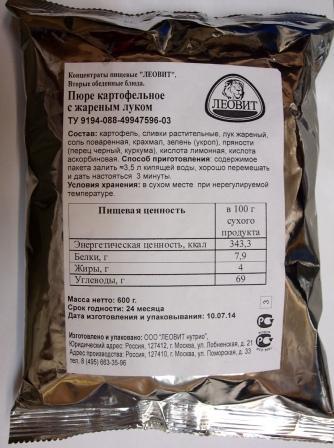 Концентраты пищевые "ЛЕОВИТ".
Вторые обеденные блюда.
Пюре картофельное
с жареным луком
ТУ 9194-088-49947596-03
ЛЕОВИТ
Состав: картофель, сливки растительные, лук жареный,
соль поваренная, крахмал, зелень (укроп), пряности
(перец черный, куркума), кислота лимонная, кислота
аскорбиновая. Способ приготовления: содержимое
пакета залить ≈3,5 л кипящей воды, хорошо перемешать
и дать настояться 3 минуты.
Условия хранения: в сухом месте при нерегулируемой
температуре.
Пищевая ценность
в 100 г
сухого
продукта
Энергетическая ценность, ккал 343,3
Белки, г 7,9
Жиры, г 4
Углеводы, г 69
Масса нетто: 600 г.
Срок годности: 24 месяца
Дата изготовления и упаковывания: 10.07.14
3
Изготовлено и упаковано: ООО "ЛЕОВИТ нутрио",
Юридический адрес: Россия, 127410, г. Москва, ул. Лобненская, д. 21
Адрес производства: Россия, 127410, г. Москва, ул. Поморская, д. 33
тел. 8 (495) 663-35-96